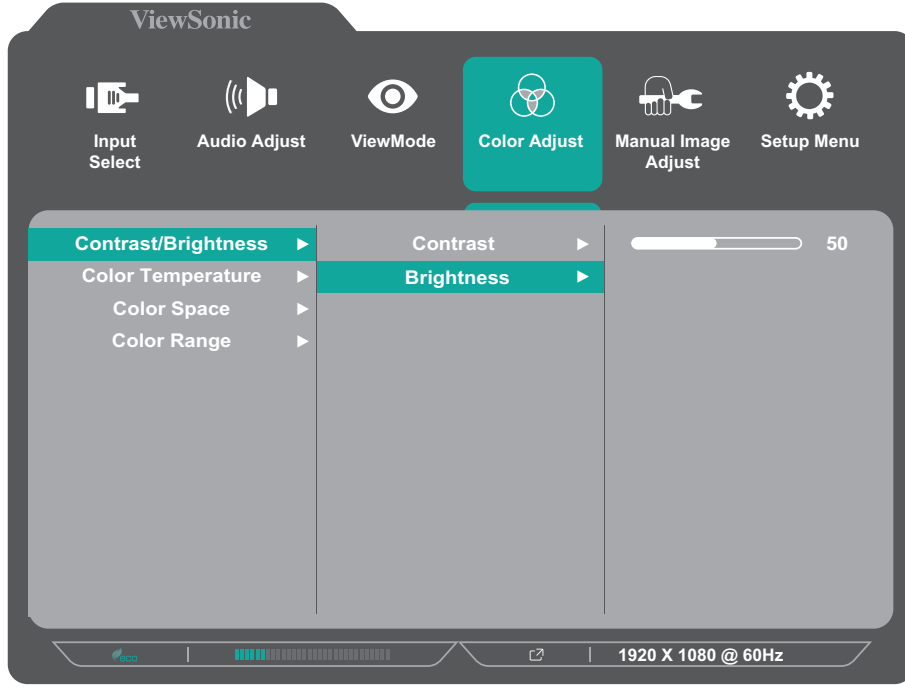 ViewSonic
Input
Select
Audio Adjust
ViewMode
Color Adjust
Manual Image
Adjust
Setup Menu
Contrast/Brightness
Contrast
50
Color Temperature
Brightness
Color Space
Color Range
eco
1920 X 1080 @ 60Hz